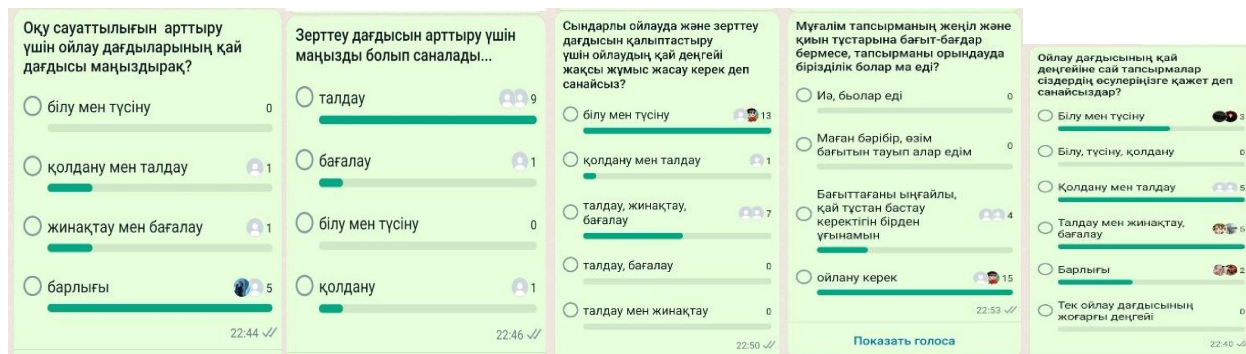 Оқу сауаттылығын арттыру
үшін ойлау дағдыларының қай
дағдысы маңыздырақ?
білу мен түсіну 0
қолдану мен талдау 1
жинақтау мен бағалау 1
барлығы 5
22:44
Зерттеу дағдысын арттыру үшін
маңызды болып саналады...
талдау 9
бағалау 1
білу мен түсіну 0
қолдану 1
22:46
Сындарлы ойлауда және зерттеу
дағдысын қалыптастыру
үшін ойлаудың қай деңгейі
жақсы жұмыс жасау керек деп
санайсыз?
білу мен түсіну 13
қолдану мен талдау 1
талдау, жинақтау,
бағалау 7
талдау, бағалау 0
талдау мен жинақтау 0
22:50
Мұғалім тапсырманың жеңіл және
қиын тұстарына бағыт-бағдар
бермесе, тапсырманы орындауда
бірізділік болар ма еді?
Иә, бьолар еді 0
Маған бәрібір, өзім
бағытын тауып алар едім 0
Бағыттағаны ыңғайлы,
қай тұстан бастау
керектігін бірден
ұғынамын 4
ойлану керек 15
22:53
Показать голоса
Ойлау дағдысының қай
деңгейіне сай тапсырмалар
сіздердің өсулеріңізге қажет деп
санайсыздар?
Білу мен түсіну 3
Білу, түсіну, қолдану 0
Қолдану мен талдау 5
Талдау мен жинақтау,
бағалау 5
Барлығы 2
Тек ойлау дағдысының
жоғарғы деңгейі 0
22:40